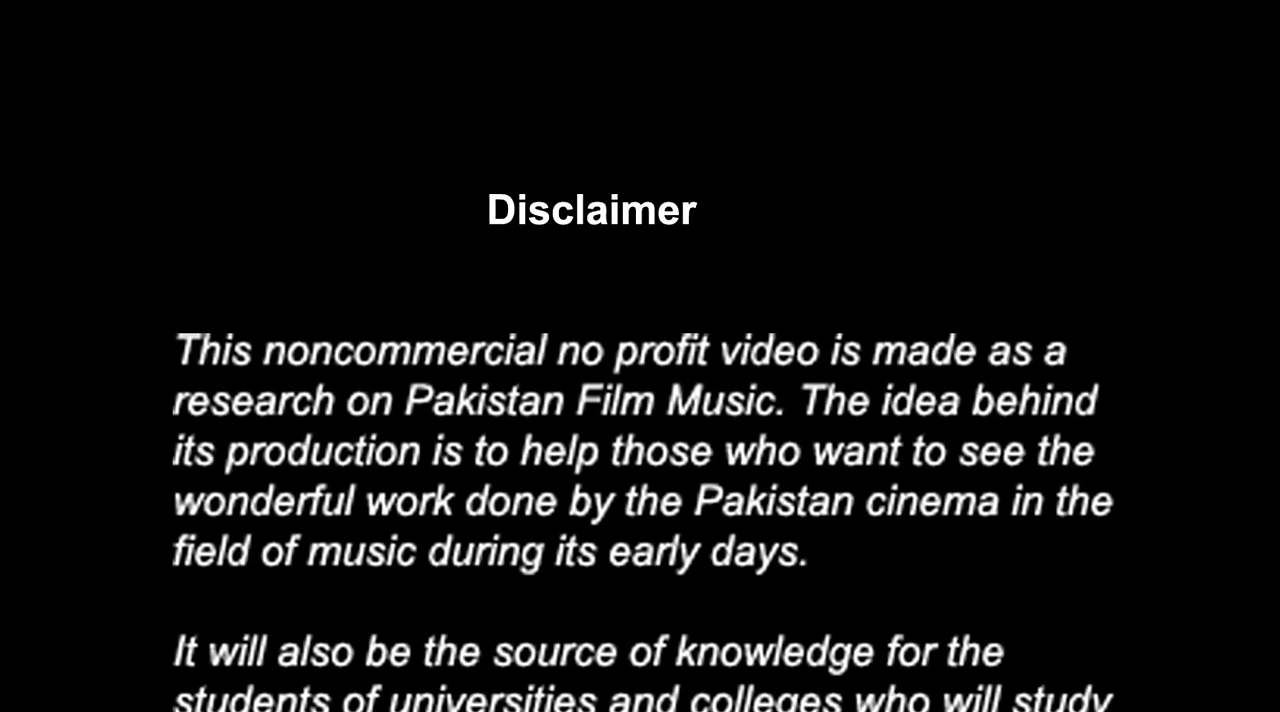 Disclaimer
This noncommercial no profit video is made as a
research on Pakistan Film Music. The idea behind
its production is to help those who want to see the
wonderful work done by the Pakistan cinema in the
field of music during its early days.
It will also be the source of knowledge for the
students of universities and colleges who will study